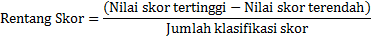 Rentang Skor = (Nilai skor tertinggi − Nilai skor terendah)
Jumlah klasifikasi skor